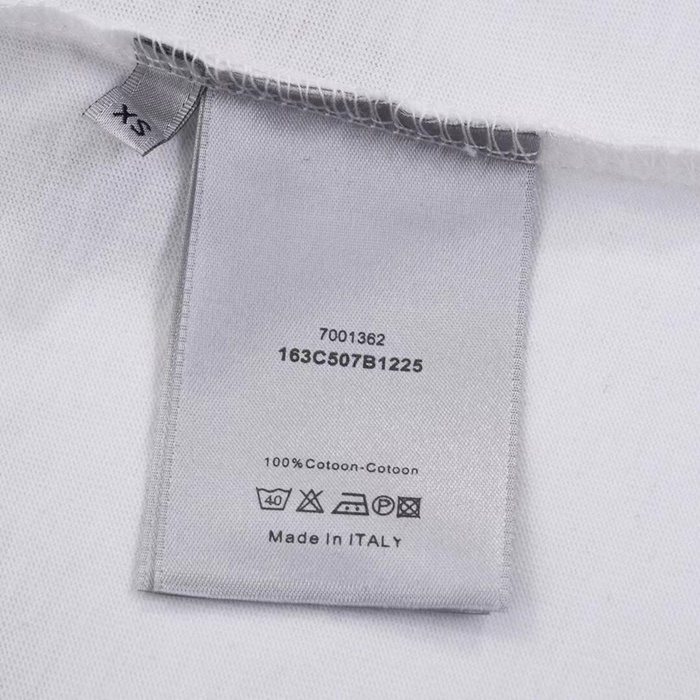 XS
7001362
163C507B1225
100%Cotoon-Cotoon
40 P
Made In ITALY